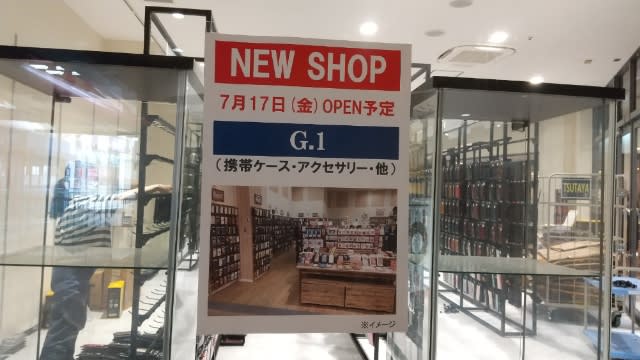 NEW SHOP
7月17日(金)OPEN予定
G.1
(携帯ケース・アクセサリー・他)
TSUTAYA
※イメージ